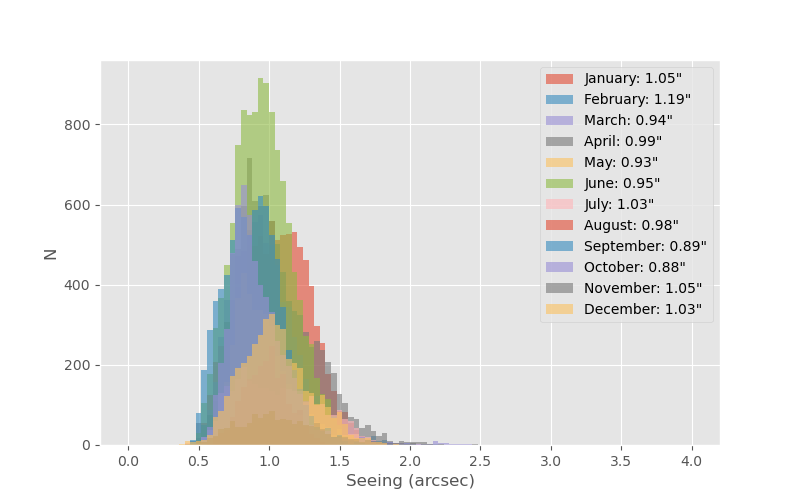 January: 1.05"
February: 1.19"
March: 0.94"
April: 0.99"
May: 0.93"
June: 0.95"
July: 1.03"
August: 0.98"
September: 0.89"
October: 0.88"
November: 1.05"
December: 1.03"
800
600
400
200
0
N
0.0 0.5 1.0 1.5 2.0 2.5 3.0 3.5 4.0
Seeing (arcsec)